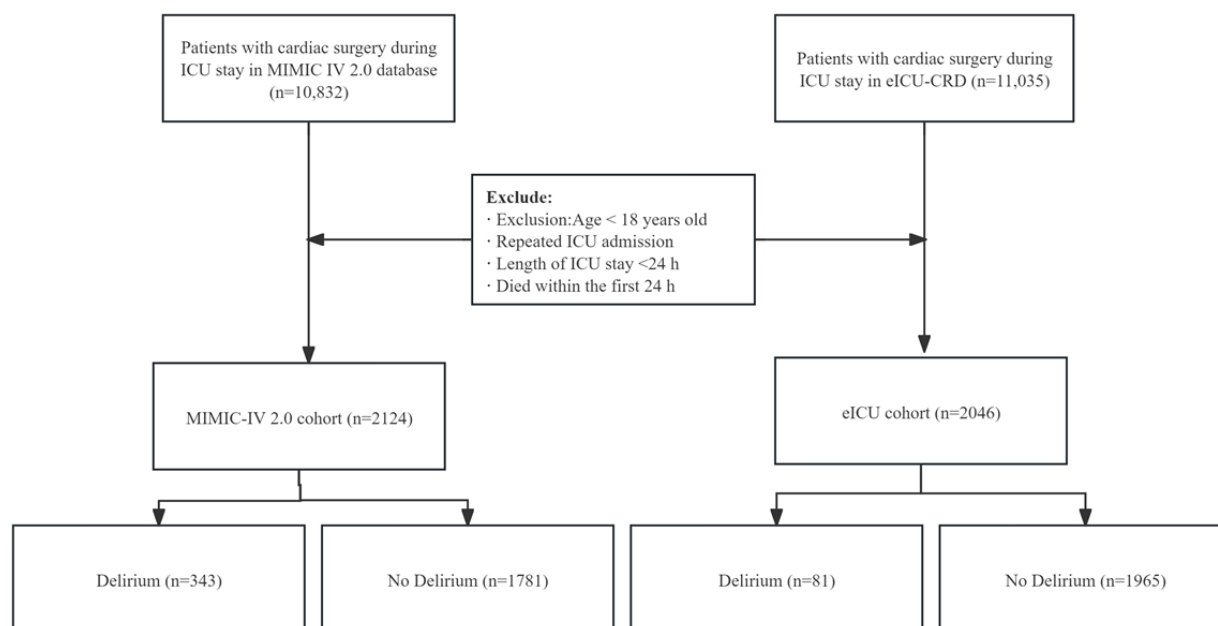 Patients with cardiac surgery during
ICU stay in MIMIC IV 2.0 database
(n=10,832)
Patients with cardiac surgery during
ICU stay in eICU-CRD (n=11,035)
Exclude:
· Exclusion:Age < 18 years old
· Repeated ICU admission
· Length of ICU stay <24 h
· Died within the first 24 h
MIMIC-IV 2.0 cohort (n=2124)
eICU cohort (n=2046)
Delirium (n=343)
No Delirium (n=1781)
Delirium (n=81)
No Delirium (n=1965)